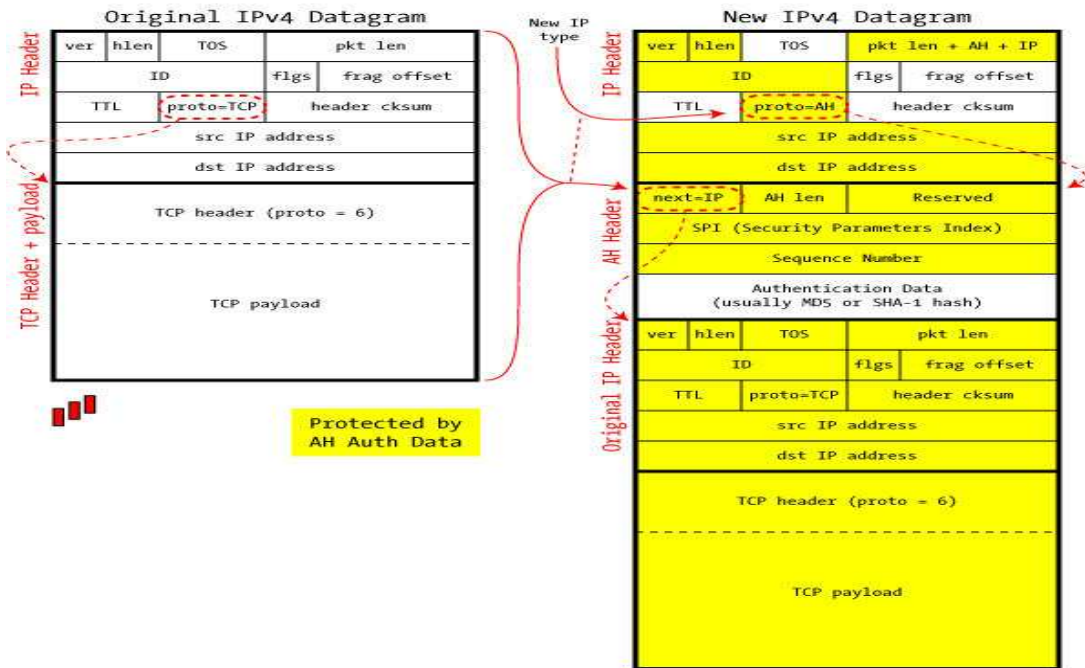 Original IPv4 Datagram
IP Header
ver hlen TOS pkt len
ID flgs frag offset
TTL proto=TCP header cksum
src IP address
dst IP address
TCP Header + payload
TCP header (proto = 6)
TCP payload
Protected by
AH Auth Data
New IP
type
New IPv4 Datagram
IP Header
ver hlen TOS pkt len + AH + IP
ID flgs frag offset
TTL proto=AH header cksum
src IP address
dst IP address
AH Header
next=IP AH len Reserved
SPI (Security Parameters Index)
Sequence Number
Authentication Data
(usually MD5 or SHA-1 hash)
Original IP Header
ver hlen TOS pkt len
ID flgs frag offset
TTL proto=TCP header cksum
src IP address
dst IP address
TCP header (proto = 6)
TCP payload